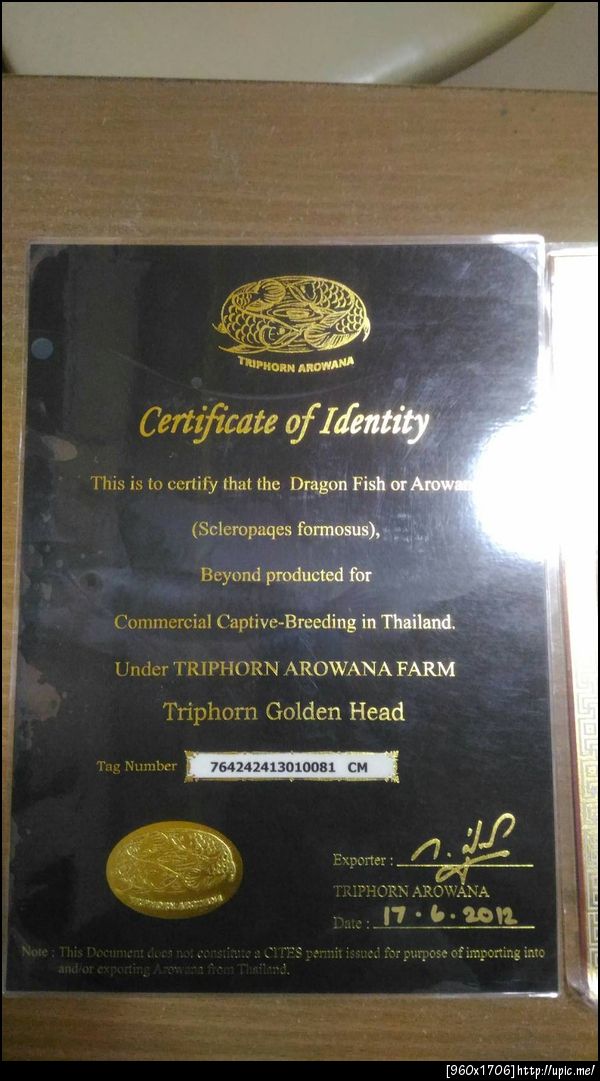 TRIPHORN AROWANA
Certificate of Identity
This is to certify that the Dragon Fish or Arowan
(Scleropaqes formosus),
Beyond producted for
Commercial Captive-Breeding in Thailand.
Under TRIPHORN AROWANA FARM
Triphorn Golden Head
Tag Number 764242413010081 CM
TRIPHORN AROWANA
Exporter :
TRIPHORN AROWANA
Date : 17.6.2012
Note : This Document does not constitute a CITES permit issued for purpose of importing into
and/or exporting Arowana from Thailand.
[960x1706]http://upic.me/